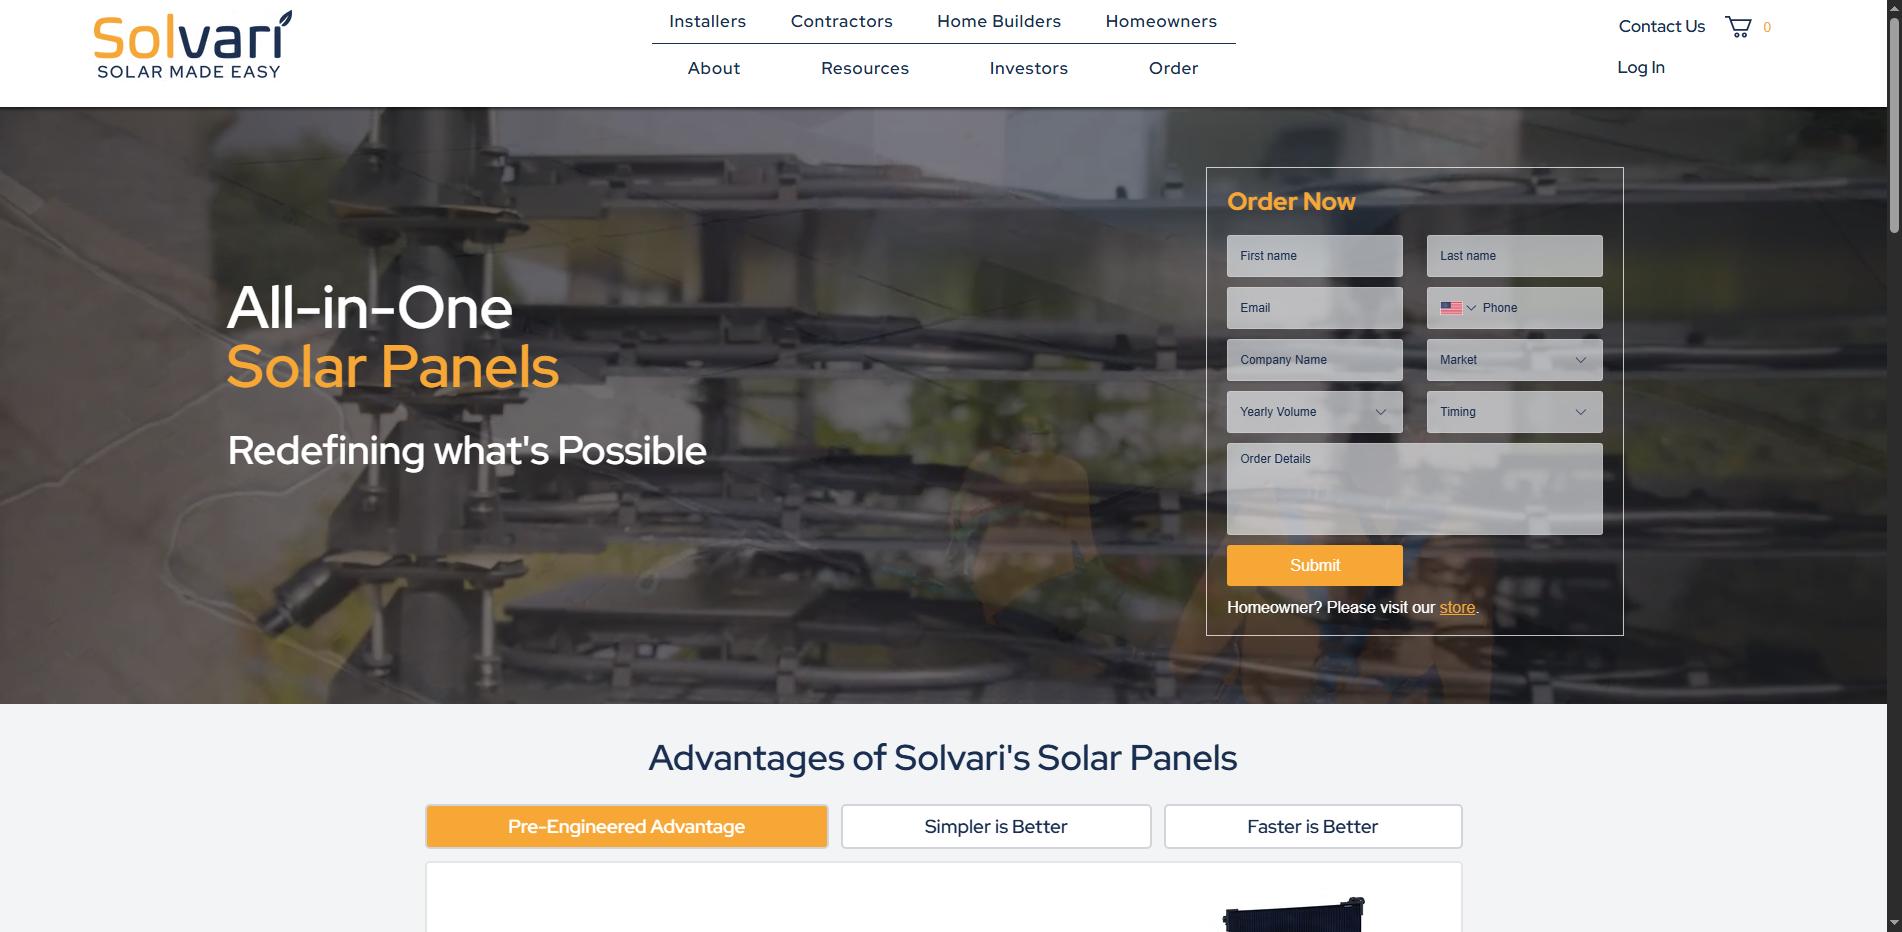 Solvari
SOLAR MADE EASY
Installers Contractors Home Builders Homeowners
About Resources Investors Order
Contact Us 0
Log In
All-in-One
Solar Panels
Redefining what's Possible
Order Now
First name Last name
Email Phone
Company Name Market
Yearly Volume Timing
Order Details
Submit
Homeowner? Please visit our store.
Advantages of Solvari's Solar Panels
Pre-Engineered Advantage Simpler is Better Faster is Better